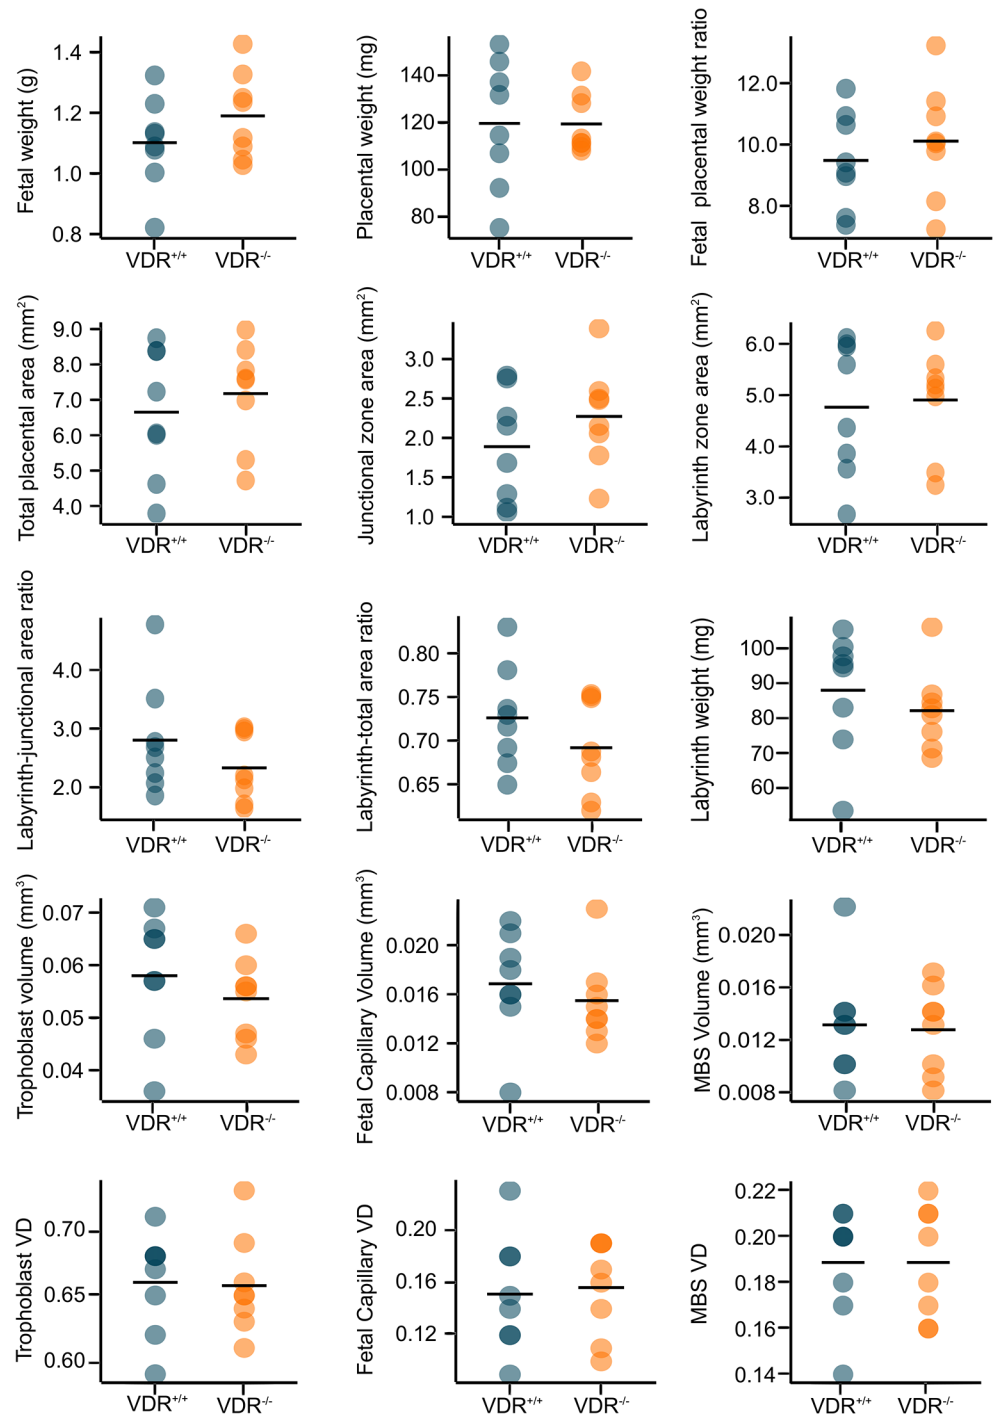 Fetal weight (g)
1.4
1.2
1.0
0.8
VDR+/+ VDR-/-
Placental weight (mg)
140
120
100
80
VDR+/+ VDR-/-
Fetal placental weight ratio
12.0
10.0
8.0
VDR+/+ VDR-/-
Total placental area (mm²)
9.0
8.0
7.0
6.0
5.0
4.0
VDR+/+ VDR-/-
Junctional zone area (mm²)
3.0
2.5
2.0
1.5
1.0
VDR+/+ VDR-/-
Labyrinth zone area (mm²)
6.0
5.0
4.0
3.0
VDR+/+ VDR-/-
Labyrinth-junctional area ratio
4.0
3.0
2.0
VDR+/+ VDR-/-
Labyrinth-total area ratio
0.80
0.75
0.70
0.65
VDR+/+ VDR-/-
Labyrinth weight (mg)
100
90
80
70
60
VDR+/+ VDR-/-
Trophoblast volume (mm³)
0.07
0.06
0.05
0.04
VDR+/+ VDR-/-
Fetal Capillary Volume (mm³)
0.020
0.016
0.012
0.008
VDR+/+ VDR-/-
MBS Volume (mm³)
0.020
0.016
0.012
0.008
VDR+/+ VDR-/-
Trophoblast VD
0.70
0.65
0.60
VDR+/+ VDR-/-
Fetal Capillary VD
0.20
0.16
0.12
VDR+/+ VDR-/-
MBS VD
0.22
0.20
0.18
0.16
0.14
VDR+/+ VDR-/-